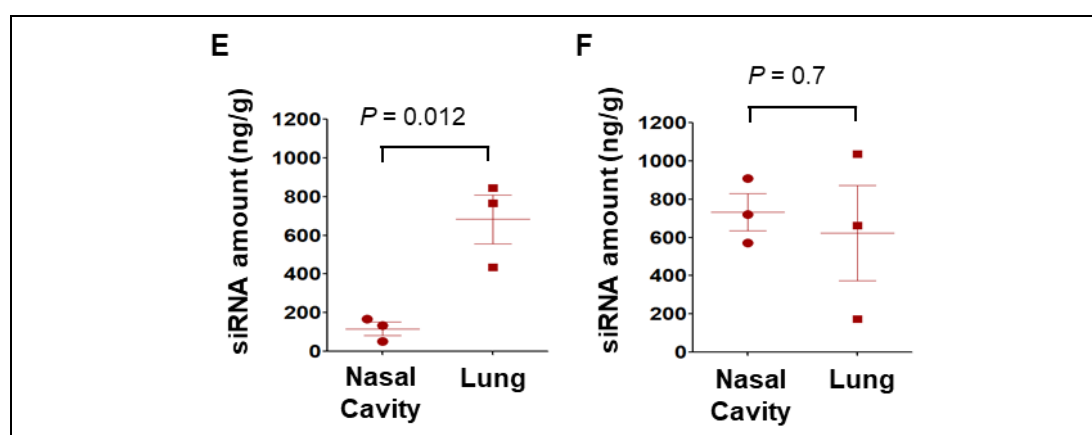 E
siRNA amount (ng/g)
P = 0.012
1200
1000
800
600
400
200
0
Nasal
Cavity
Lung
F
siRNA amount (ng/g)
P = 0.7
1200
1000
800
600
400
200
0
Nasal
Cavity
Lung